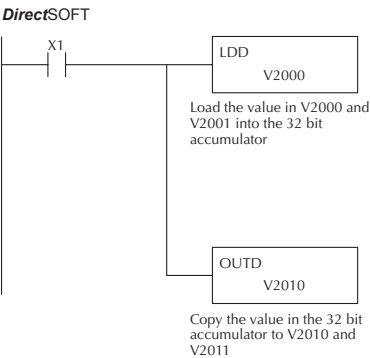 DirectSOFT
X1
LDD
V2000
Load the value in V2000 and
V2001 into the 32 bit
accumulator
OUTD
V2010
Copy the value in the 32 bit
accumulator to V2010 and
V2011